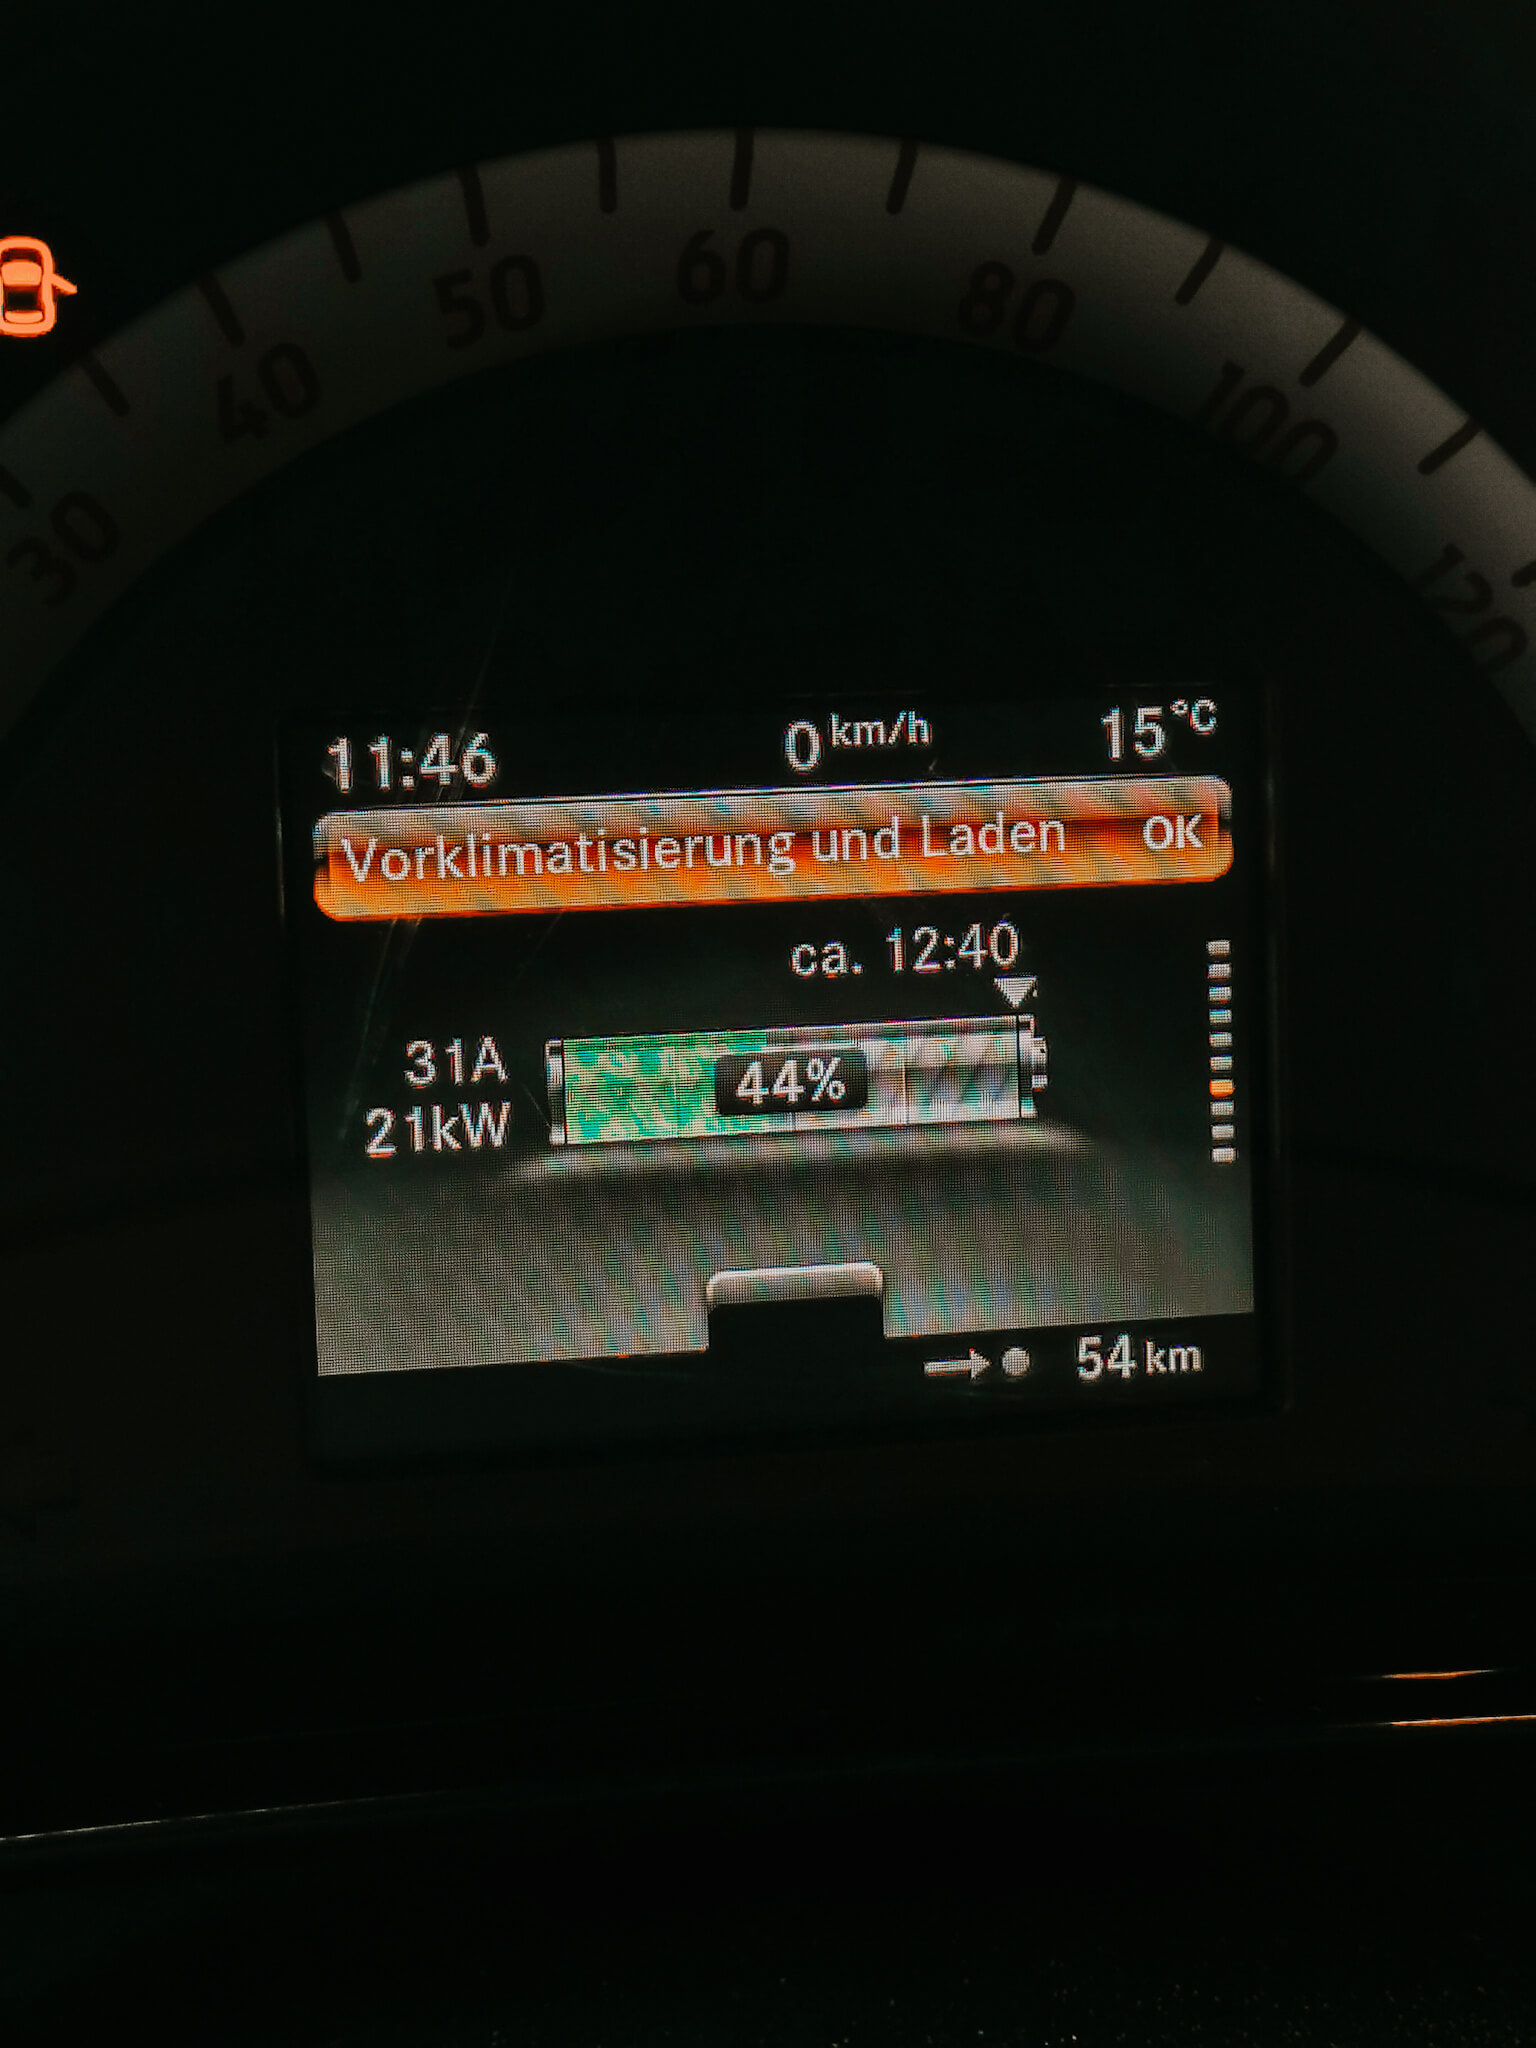 30
40
50
60
80
100
120
11:46
0 km/h
15 °C
Vorklimatisierung und Laden OK
ca. 12:40
31A
21kW
44%
54 km